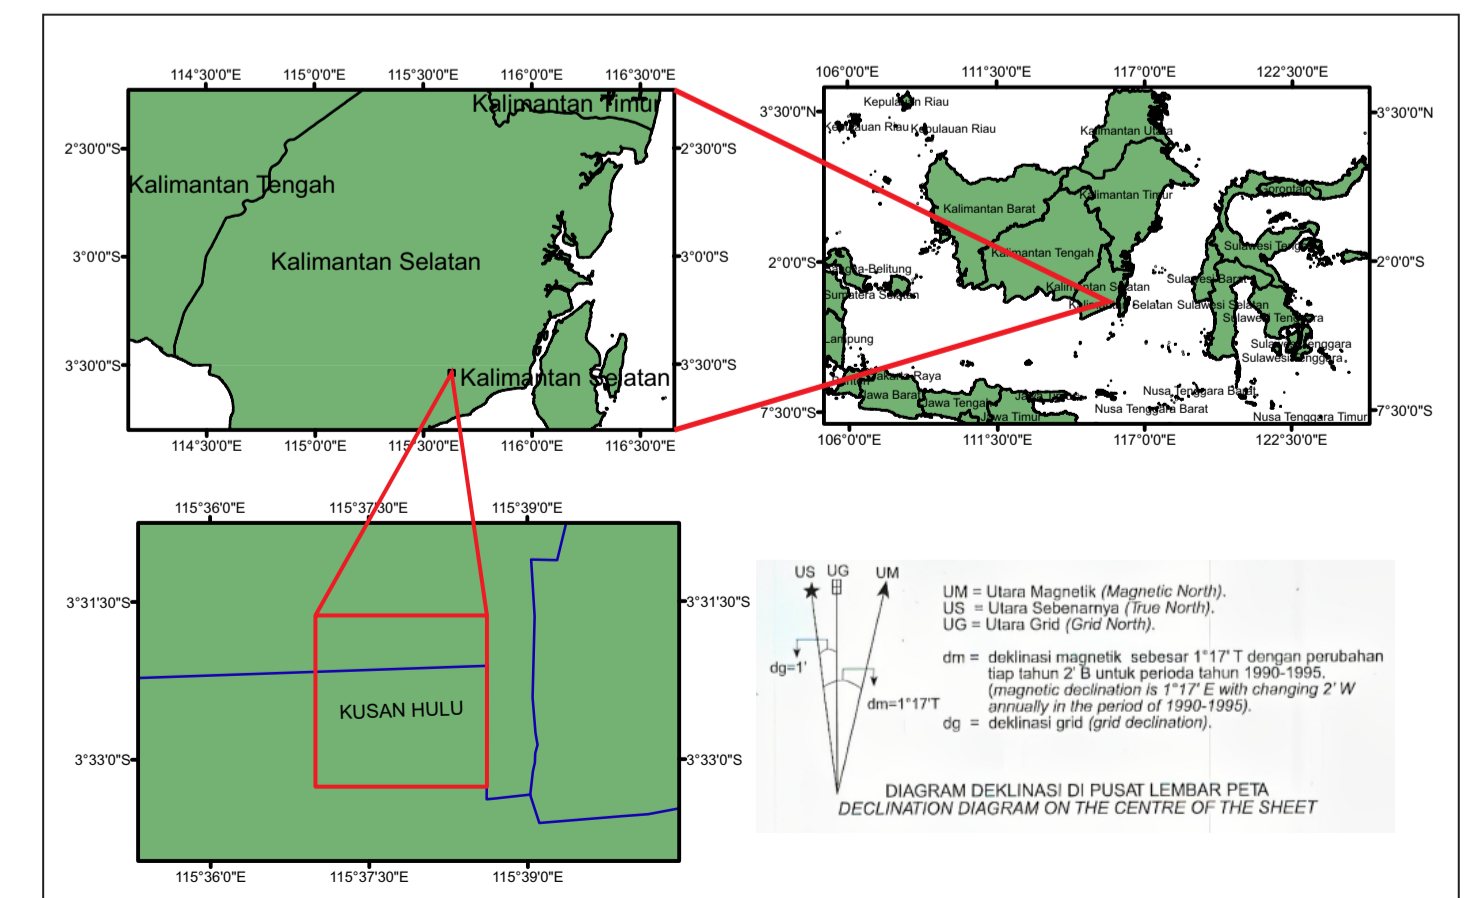 114°30'0"E 115°0'0"E 115°30'0"E 116°0'0"E 116°30'0"E
Kalimantan Timur
2°30'0"S 2°30'0"S
Kalimantan Tengah
3°0'0"S 3°0'0"S
Kalimantan Selatan
3°30'0"S 3°30'0"S
Kalimantan Selatan
114°30'0"E 115°0'0"E 115°30'0"E 116°0'0"E 116°30'0"E
106°0'0"E 111°30'0"E 117°0'0"E 122°30'0"E
3°30'0"N 3°30'0"N
Kepulauan Riau
Kepulauan Riau Kepulauan Riau Kalimantan Utara
Kalimantan Timur Gorontalo
Kalimantan Barat
Kalimantan Tengah Sulawesi Tengah
2°0'0"S 2°0'0"S
Bangka-Belitung Sulawesi Barat
Kalimantan Selatan
Sumatera Selatan
Kalimantan Selatan Sulawesi Selatan
Sulawesi Tenggara
Lampung Sulawesi Tenggara
Sulawesi Tenggara
Banten Jakarta Raya
Jawa Barat Jawa Tengah Jawa Timur Nusa Tenggara Barat
7°30'0"S Nusa Tenggara Barat 7°30'0"S
Jawa Timur Nusa Tenggara Timur
106°0'0"E 111°30'0"E 117°0'0"E 122°30'0"E
115°36'0"E 115°37'30"E 115°39'0"E
3°31'30"S 3°31'30"S
KUSAN HULU
3°33'0"S 3°33'0"S
115°36'0"E 115°37'30"E 115°39'0"E
US UG UM
dg=1'
dm=1°17'T
UM = Utara Magnetik (Magnetic North).
US = Utara Sebenarnya (True North).
UG = Utara Grid (Grid North).
dm = deklinasi magnetik sebesar 1°17' T dengan perubahan
tiap tahun 2' B untuk perioda tahun 1990-1995.
(magnetic declination is 1°17' E with changing 2' W
annually in the period of 1990-1995).
dg = deklinasi grid (grid declination).
DIAGRAM DEKLINASI DI PUSAT LEMBAR PETA
DECLINATION DIAGRAM ON THE CENTRE OF THE SHEET